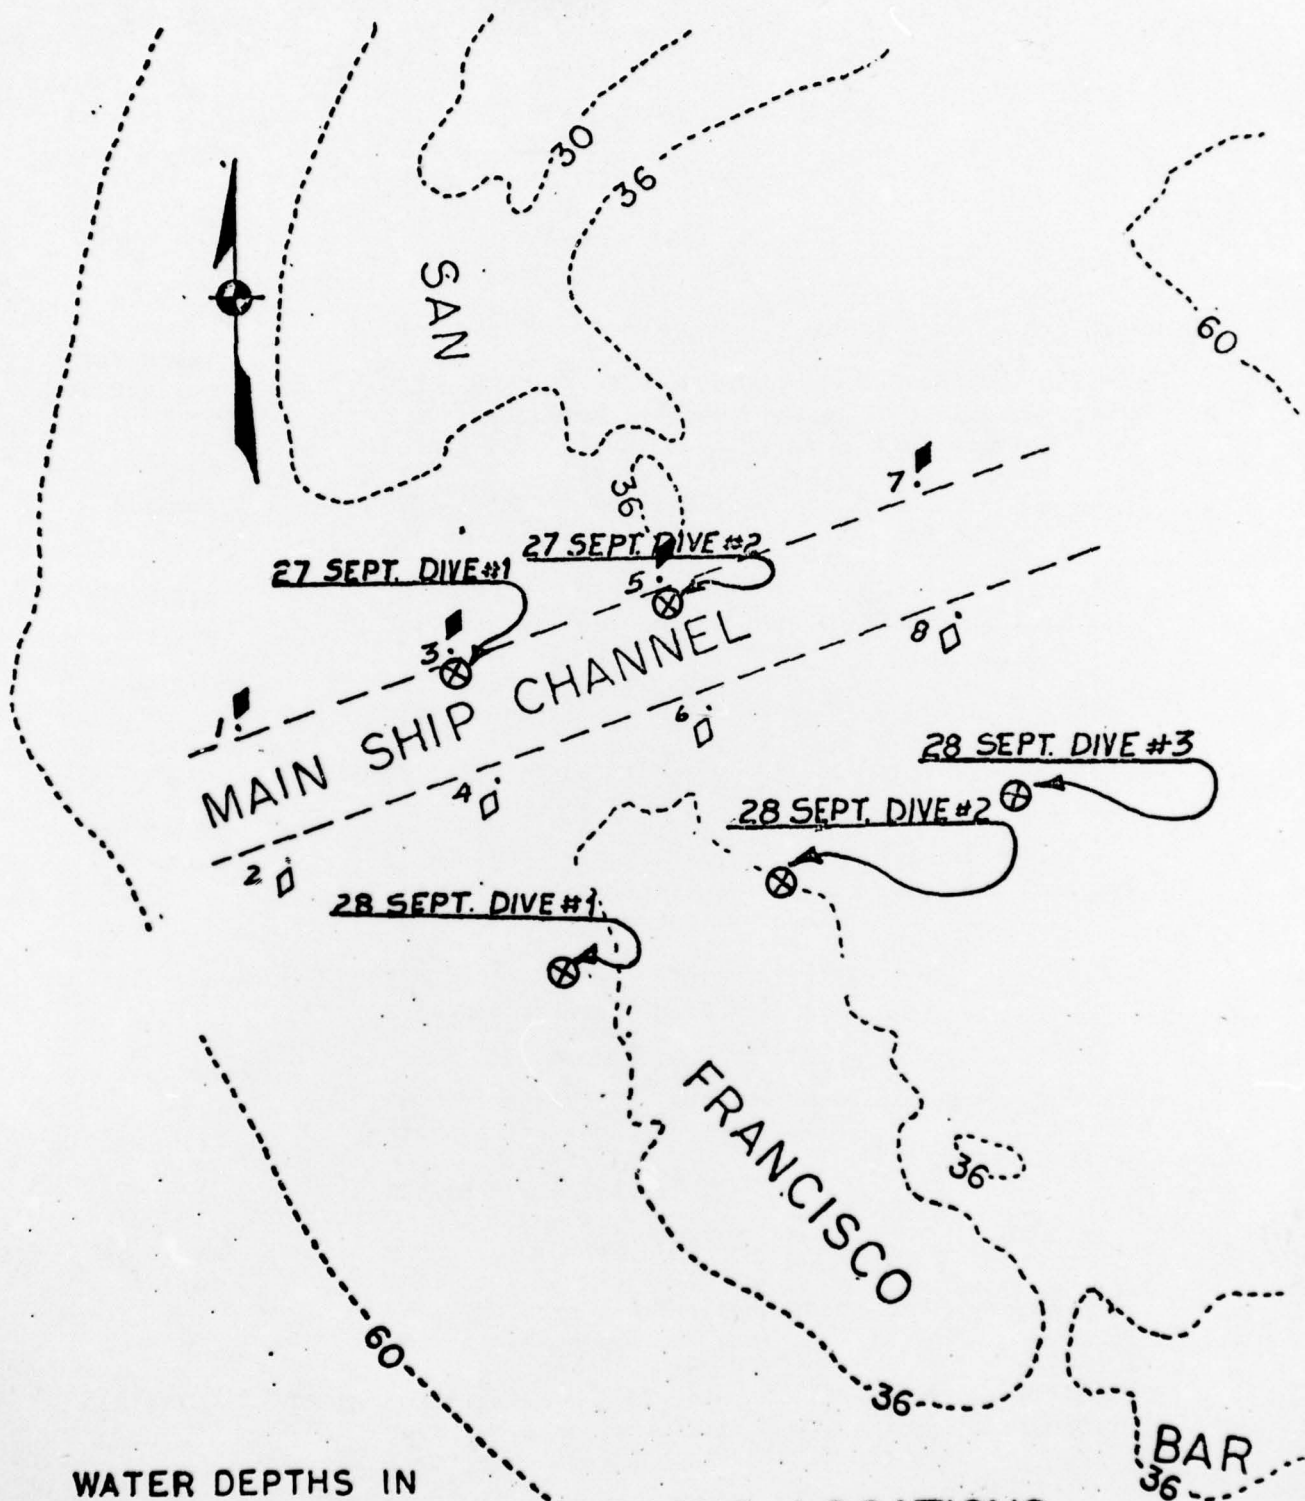 30
36
SAN
60
7
36
27 SEPT. DIVE #2
27 SEPT. DIVE #1
5
3
8
MAIN SHIP CHANNEL
1
6
28 SEPT. DIVE #3
4
28 SEPT. DIVE #2
2
28 SEPT. DIVE #1
FRANCISCO
36
60
36
BAR
36
WATER DEPTHS IN